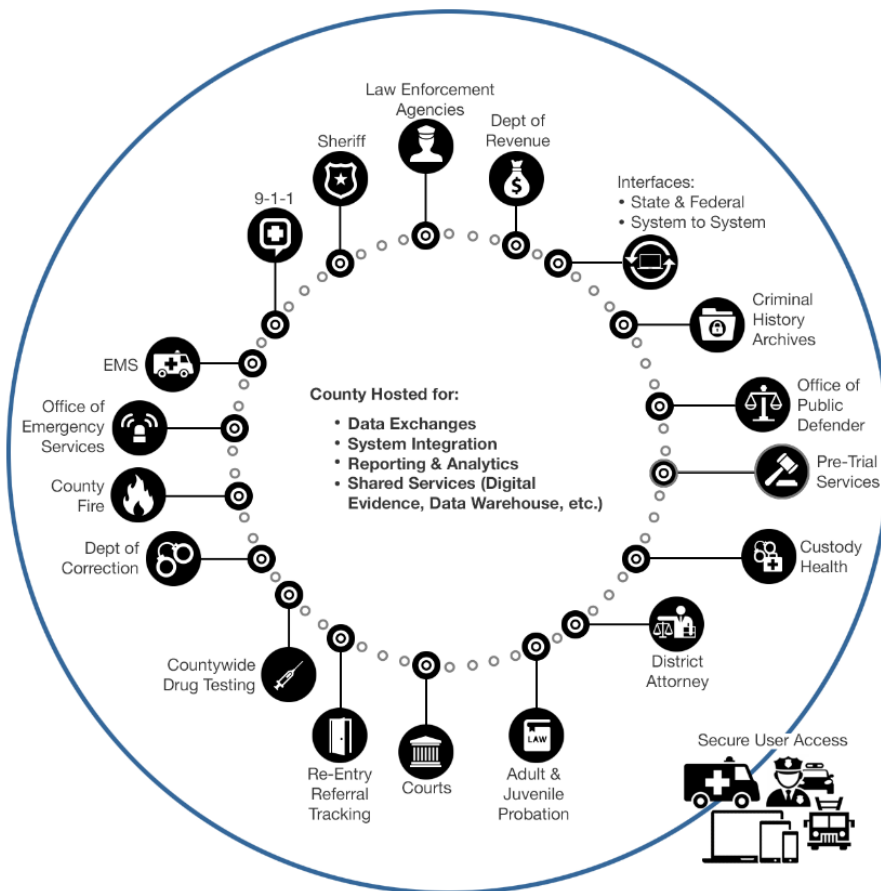 Law Enforcement
Agencies
Dept of
Revenue
Sheriff
Interfaces:
• State & Federal
• System to System
9-1-1
Criminal
History
Archives
EMS
County Hosted for:
• Data Exchanges
• System Integration
• Reporting & Analytics
• Shared Services (Digital
Evidence, Data Warehouse, etc.)
Office of
Public
Defender
Office of
Emergency
Services
Pre-Trial
Services
County
Fire
Dept of
Correction
Custody
Health
Countywide
Drug Testing
District
Attorney
Re-Entry
Referral
Tracking
Courts
LAW
Adult &
Juvenile
Probation
Secure User Access